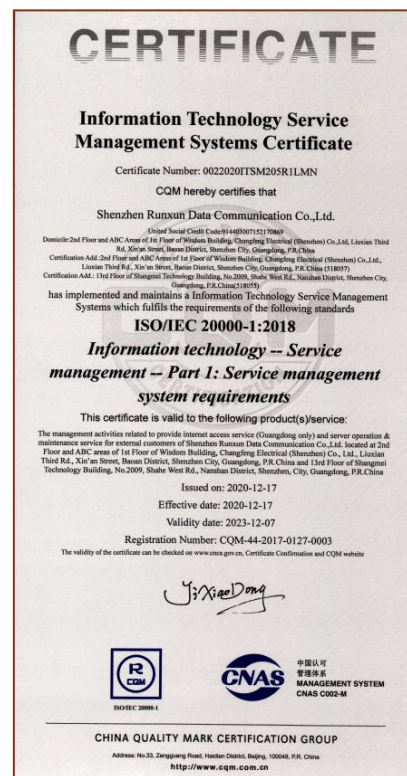 CERTIFICATE
Information Technology Service
Management Systems Certificate
Certificate Number: 0022020ITSM205R1LMN
CQM hereby certifies that
Shenzhen Runxun Data Communication Co.,Ltd.
United Social Credit Code:914403007152170869
Domicile:2nd Floor and ABC Areas of 1st Floor of Wisdom Building, Changfeng Electrical (Shenzhen) Co.,Ltd, Liuxian Third
Rd, Xin'an Street, Baoan District, Shenzhen City, Guangdong, P.R.China
Certification Add.:2nd Floor and ABC Areas of 1st Floor of Wisdom Building, Changfeng Electrical (Shenzhen) Co.,Ltd.,
Liuxian Third Rd., Xin'an Street, Baoan District, Shenzhen City, Guangdong, P.R.China (518057)
Certification Add.: 13rd Floor of Shangmei Technology Building, No.2009, Shahe West Rd., Nanshan District, Shenzhen City,
Guangdong, P.R.China(518055)
has implemented and maintains a Information Technology Service Management
Systems which fulfils the requirements of the following standards
ISO/IEC 20000-1:2018
Information technology -- Service
management -- Part 1: Service management
system requirements
This certificate is valid to the following product(s)/service:
The management activities related to provide internet access service (Guangdong only) and server operation &
maintenance service for external customers of Shenzhen Runxun Data Communication Co.,Ltd. located at 2nd
Floor and ABC areas of 1st Floor of Wisdom Building, Changfeng Electrical (Shenzhen) Co., Ltd., Liuxian
Third Rd., Xin'an Street, Baoan District, Shenzhen City, Guangdong, P.R.China and 13rd Floor of Shangmei
Technology Building, No.2009, Shahe West Rd., Nanshan District, Shenzhen, City, Guangdong, P.R.China
Issued on: 2020-12-17
Effective date: 2020-12-17
Validity date: 2023-12-07
Registration Number: CQM-44-2017-0127-0003
The validity of the certificate can be checked on www.cnca.gov.cn, Certificate Confirmation and CQM website
Ji XiaoDong
R
CQM
ISO/IEC 20000-1
CNAS
中国认可
管理体系
MANAGEMENT SYSTEM
CNAS C002-M
CHINA QUALITY MARK CERTIFICATION GROUP
Address: No.33, Zengguang Road, Haidian District, Beijing, 100048, P.R. China
http://www.cqm.com.cn